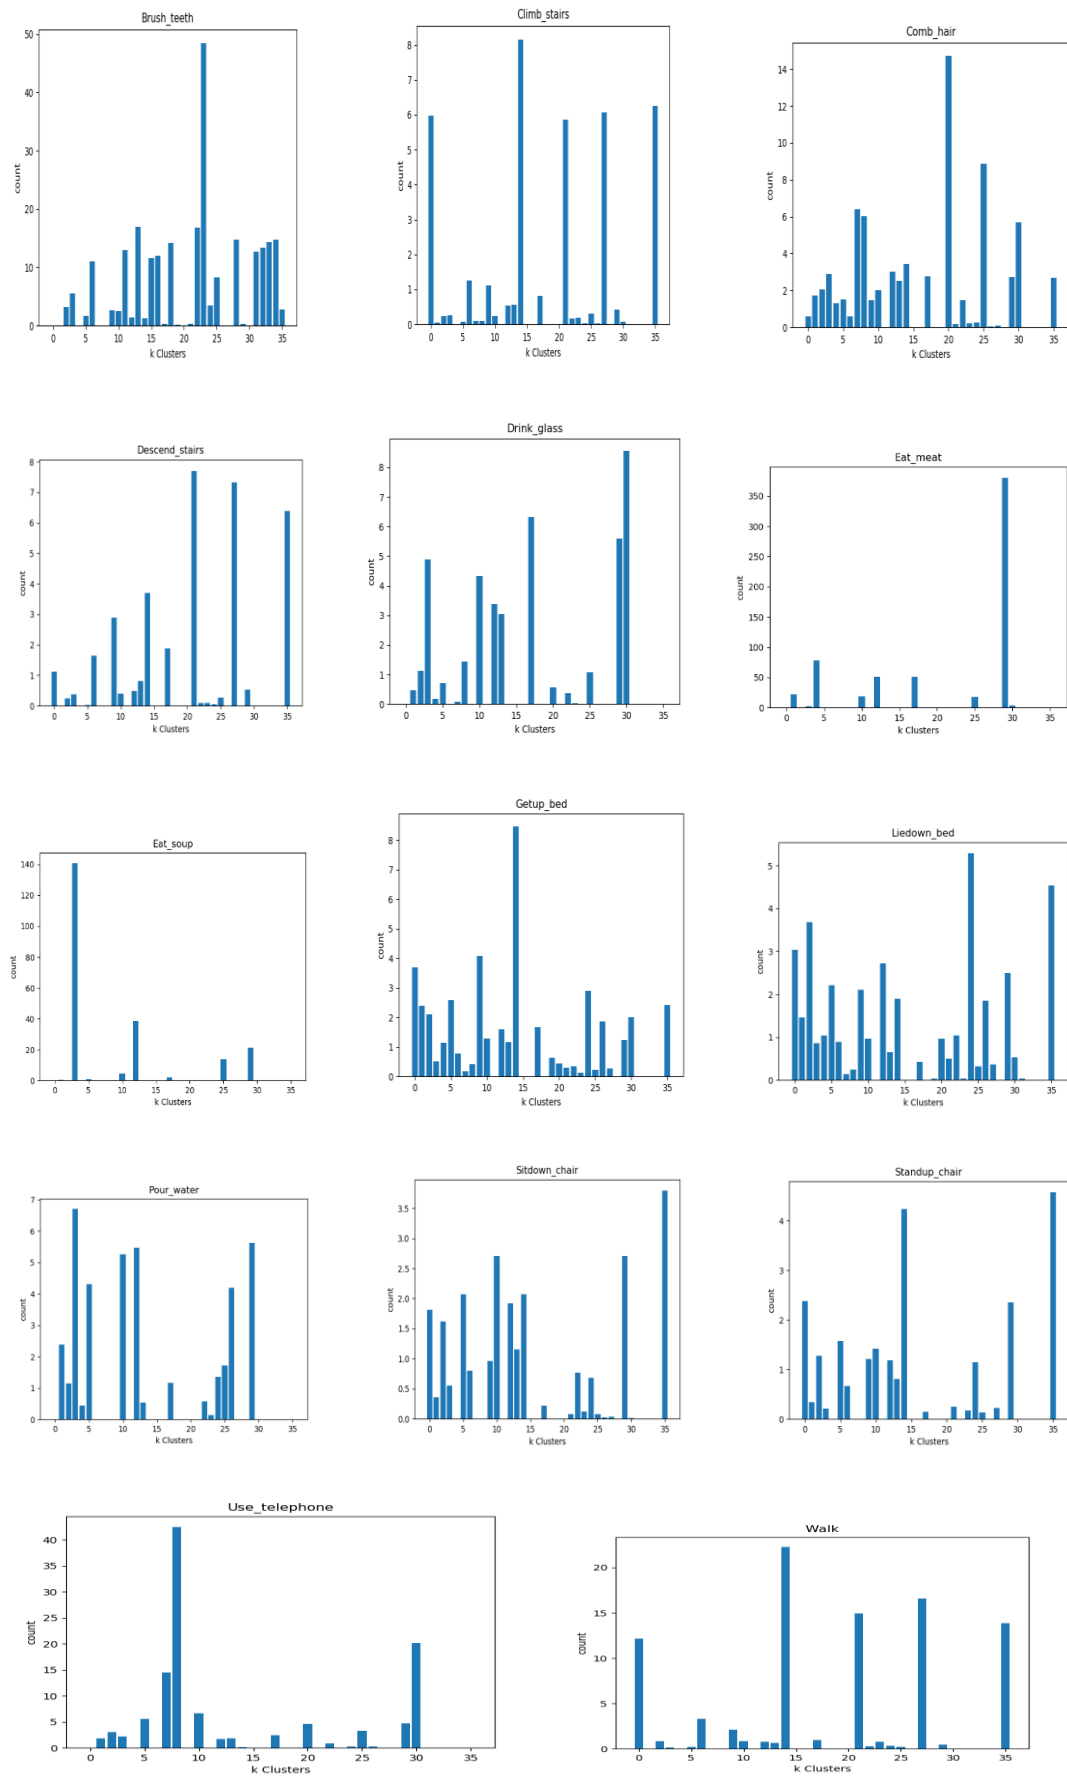 Brush_teeth
50
40
30
20
10
0
count
0 5 10 15 20 25 30 35
k Clusters
Climb_stairs
8
7
6
5
4
3
2
1
0
count
0 5 10 15 20 25 30 35
k Clusters
Comb_hair
14
12
10
8
6
4
2
0
count
0 5 10 15 20 25 30 35
k Clusters
Descend_stairs
8
7
6
5
4
3
2
1
0
count
0 5 10 15 20 25 30 35
k Clusters
Drink_glass
8
7
6
5
4
3
2
1
0
count
0 5 10 15 20 25 30 35
k Clusters
Eat_meat
350
300
250
200
150
100
50
0
count
0 5 10 15 20 25 30 35
k Clusters
Eat_soup
140
120
100
80
60
40
20
0
count
0 5 10 15 20 25 30 35
k Clusters
Getup_bed
8
7
6
5
4
3
2
1
0
count
0 5 10 15 20 25 30 35
k Clusters
Liedown_bed
5
4
3
2
1
0
count
0 5 10 15 20 25 30 35
k Clusters
Pour_water
7
6
5
4
3
2
1
0
count
0 5 10 15 20 25 30 35
k Clusters
Sitdown_chair
3.5
3.0
2.5
2.0
1.5
1.0
0.5
0.0
count
0 5 10 15 20 25 30 35
k Clusters
Standup_chair
4
3
2
1
0
count
0 5 10 15 20 25 30 35
k Clusters
Use_telephone
40
35
30
25
20
15
10
5
0
count
0 5 10 15 20 25 30 35
k Clusters
Walk
20
15
10
5
0
count
0 5 10 15 20 25 30 35
k Clusters